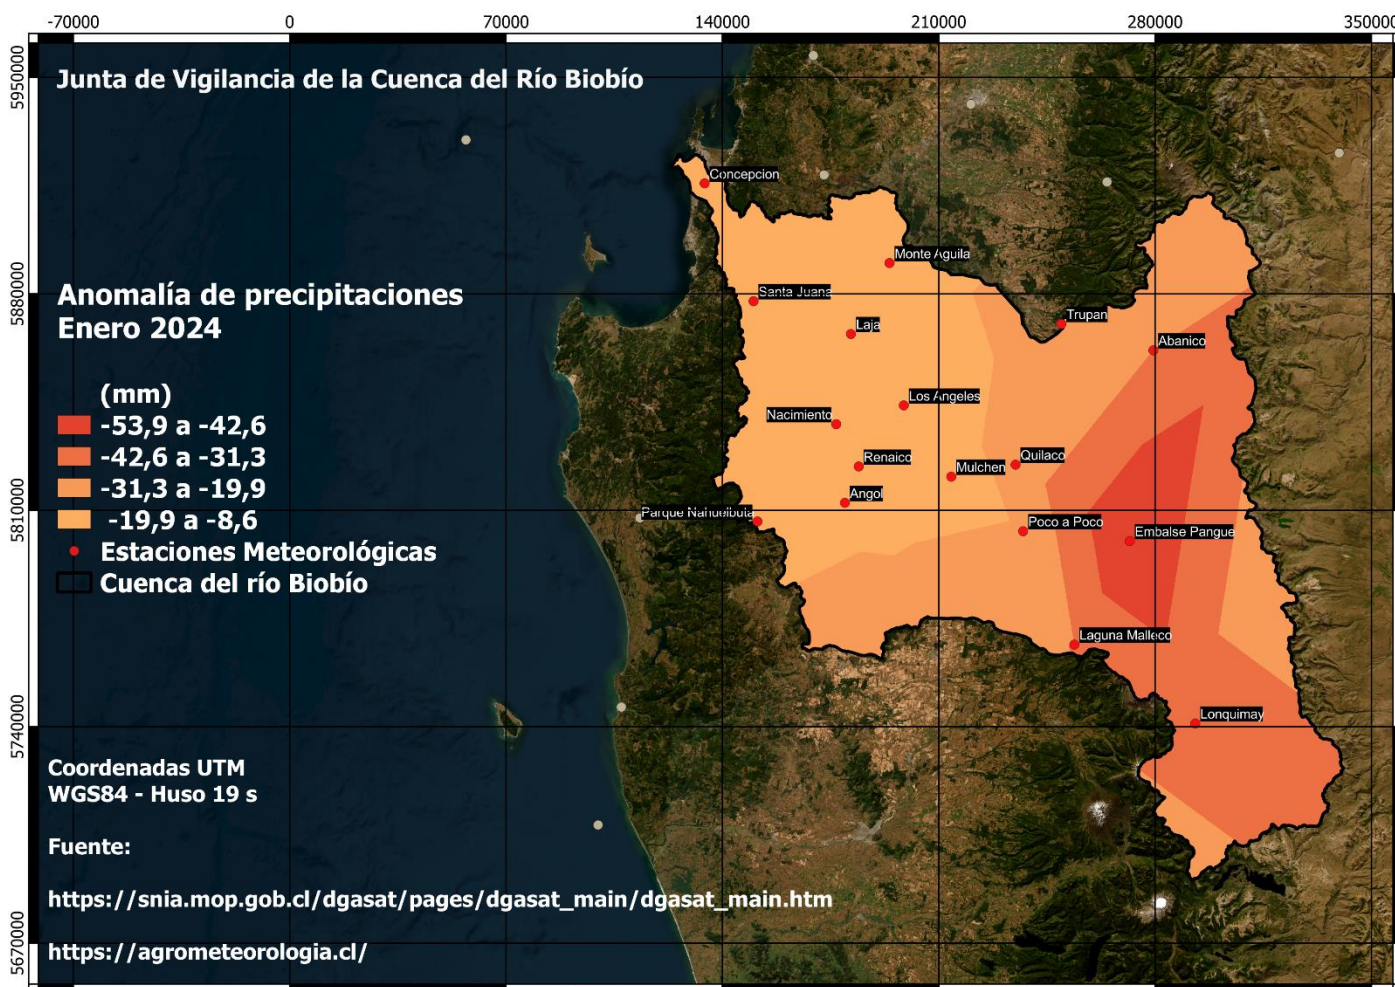 -70000 0 70000 140000 210000 280000 350000
5950000
5880000
5810000
5740000
5670000
Junta de Vigilancia de la Cuenca del Río Biobío
Anomalía de precipitaciones
Enero 2024
(mm)
-53,9 a -42,6
-42,6 a -31,3
-31,3 a -19,9
-19,9 a -8,6
Estaciones Meteorológicas
Cuenca del río Biobío
Coordenadas UTM
WGS84 - Huso 19 s
Fuente:
https://snia.mop.gob.cl/dgasat/pages/dgasat_main/dgasat_main.htm
https://agrometeorologia.cl/
Concepcion
Monte Aguila
Santa Juana
Trupan
Laja
Abanico
Los Angeles
Nacimiento
Renaico
Quilaco
Mulchen
Angol
Parque Nahuelbuta
Poco a Poco
Embalse Pangue
Laguna Malleco
Lonquimay